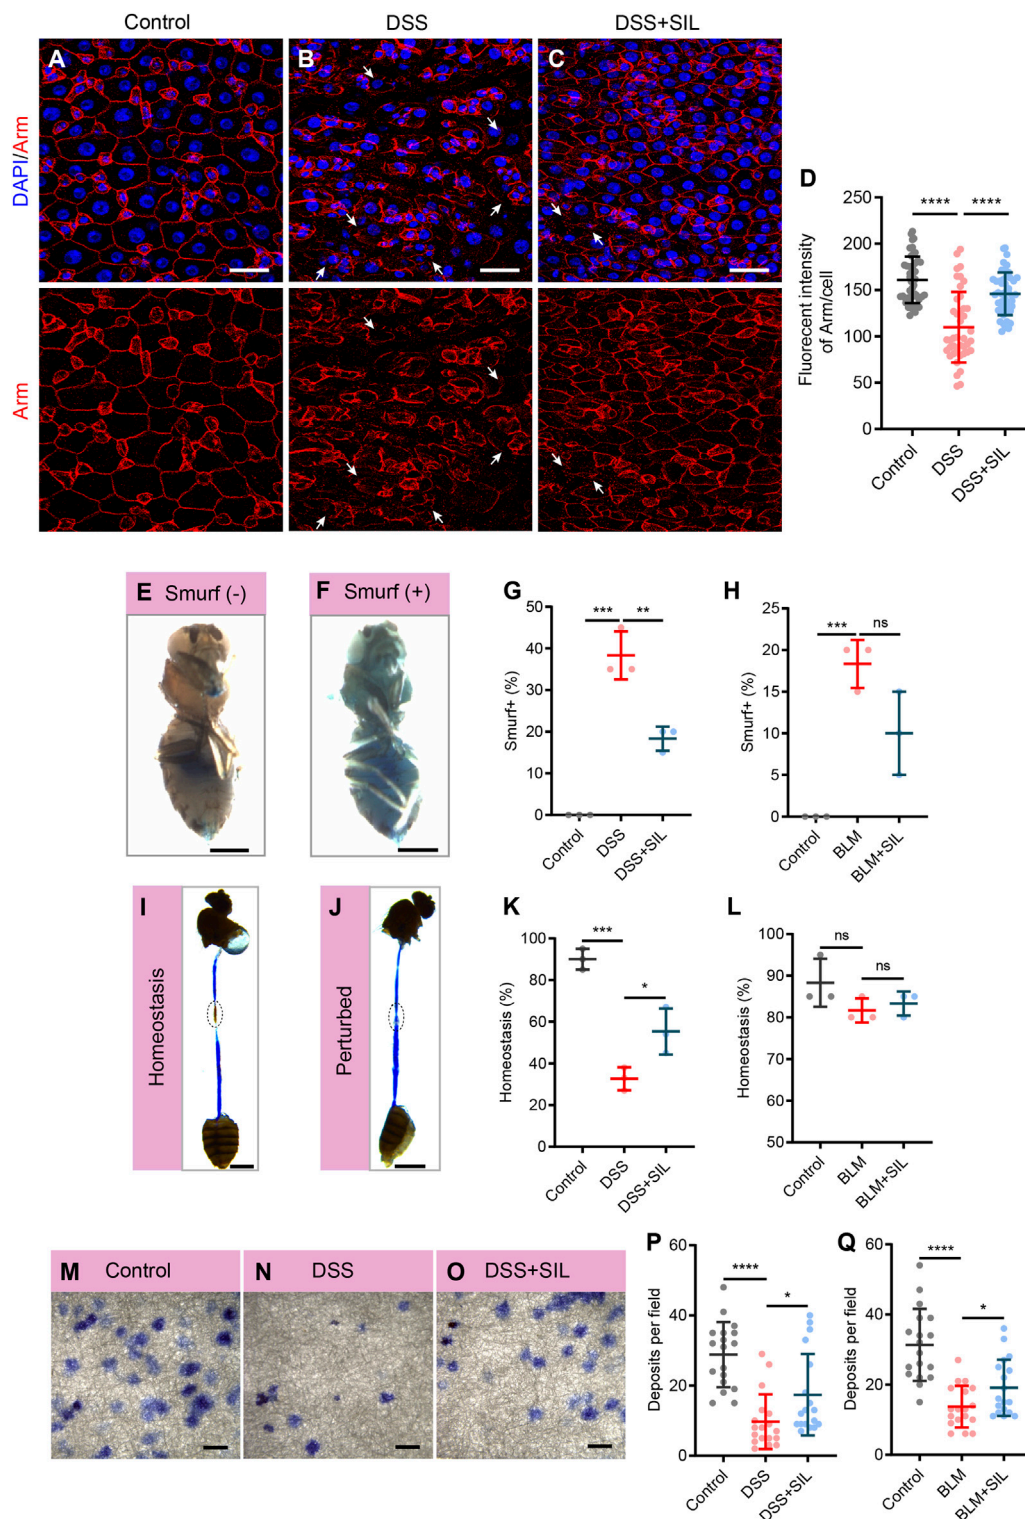 Control DSS DSS+SIL
A B C
DAPI/Arm
Arm
D
Fluorecent intensity
of Arm/cell
250
200
150
100
50
0
**** ****
Control DSS DSS+SIL
E Smurf (-)
F Smurf (+)
G
Smurf+ (%)
50
40
30
20
10
0
*** **
Control DSS DSS+SIL
H
Smurf+ (%)
25
20
15
10
5
0
*** ns
Control BLM BLM+SIL
I
Homeostasis
J
Perturbed
K
Homeostasis (%)
100
80
60
40
20
0
***
*
Control DSS DSS+SIL
L
Homeostasis (%)
100
90
80
70
60
50
ns
ns
Control BLM BLM+SIL
M Control
N DSS
O DSS+SIL
P
Deposits per field
60
40
20
0
****
*
Control DSS DSS+SIL
Q
Deposits per field
60
40
20
0
****
*
Control BLM BLM+SIL